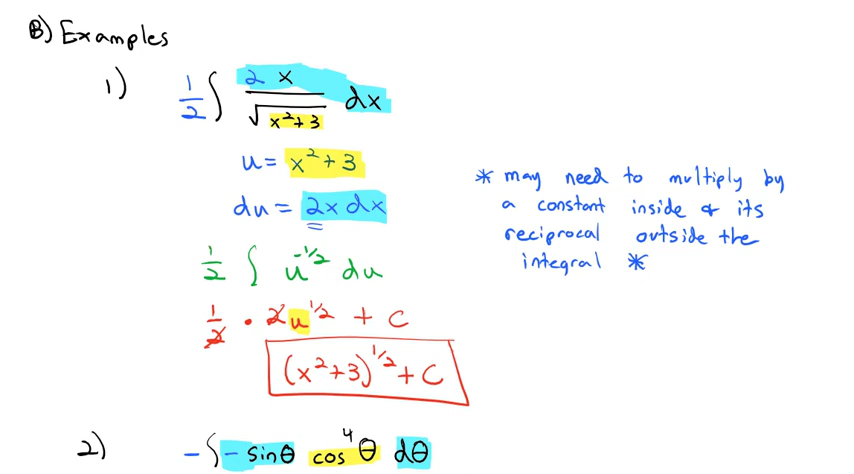 B) Examples
1) 1/2 ∫ 2x/√(x²+3) dx
u = x² + 3
du = 2x dx
* may need to multiply by
a constant inside & its
reciprocal outside the
integral *
1/2 ∫ u^(-1/2) du
1/2 • 2u^(1/2) + C
(x²+3)^(1/2) + C
2) -∫ - sinθ cos⁴θ dθ